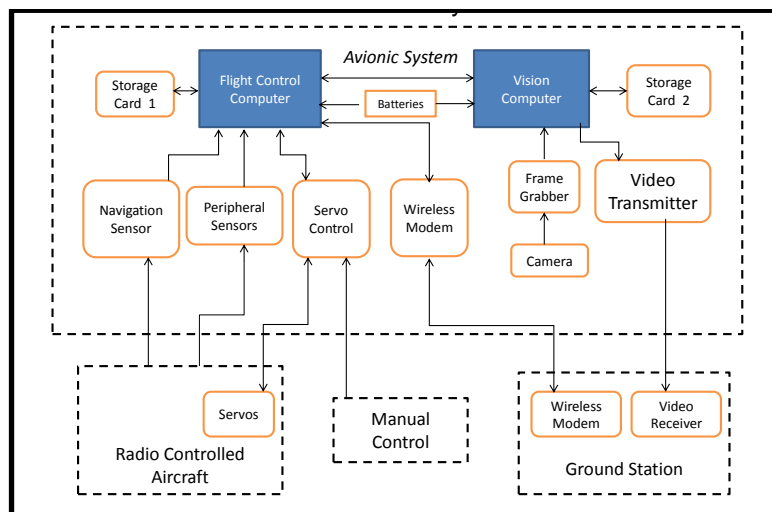 Avionic System
Flight Control
Computer
Vision
Computer
Storage
Card 1
Batteries
Storage
Card 2
Navigation
Sensor
Peripheral
Sensors
Servo
Control
Wireless
Modem
Frame
Grabber
Video
Transmitter
Camera
Servos
Radio Controlled
Aircraft
Manual
Control
Wireless
Modem
Video
Receiver
Ground Station